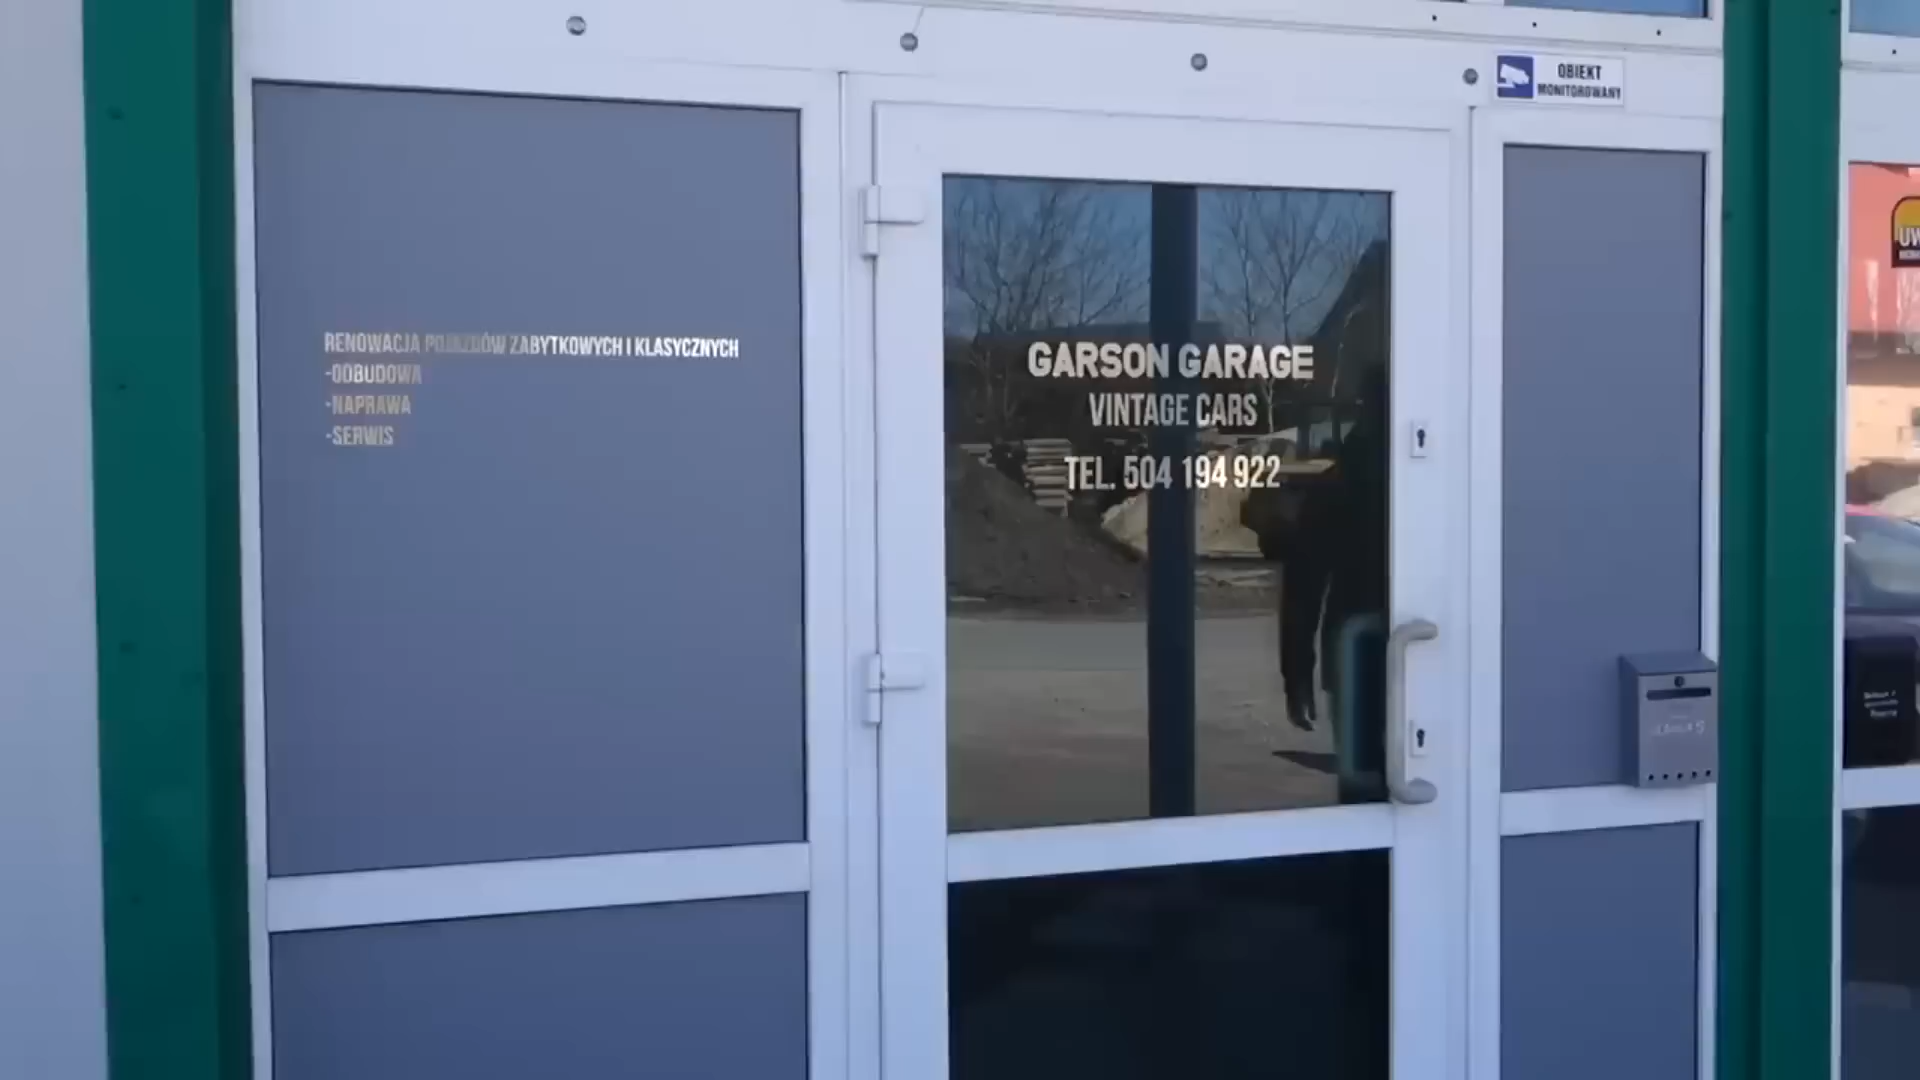 OBIEKT
MONITOROWANY
RENOWACJA POJAZDÓW ZABYTKOWYCH I KLASYCZNYCH
-ODBUDOWA
-NAPRAWA
-SERWIS
GARSON GARAGE
VINTAGE CARS
TEL. 504 194 922